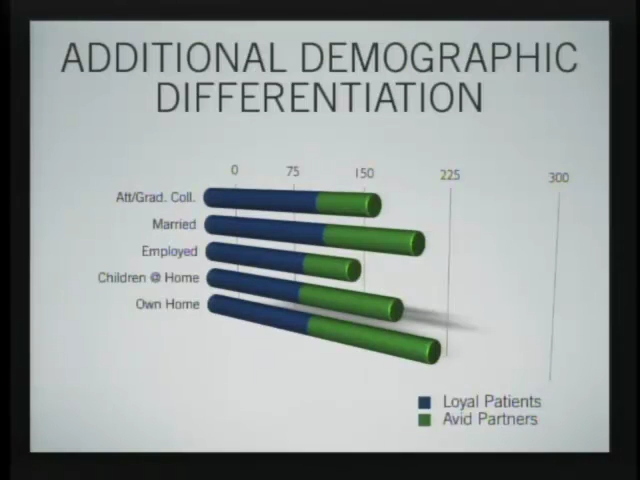 ADDITIONAL DEMOGRAPHIC
DIFFERENTIATION
0 75 150 225 300
Att/Grad. Coll.
Married
Employed
Children @ Home
Own Home
Loyal Patients
Avid Partners